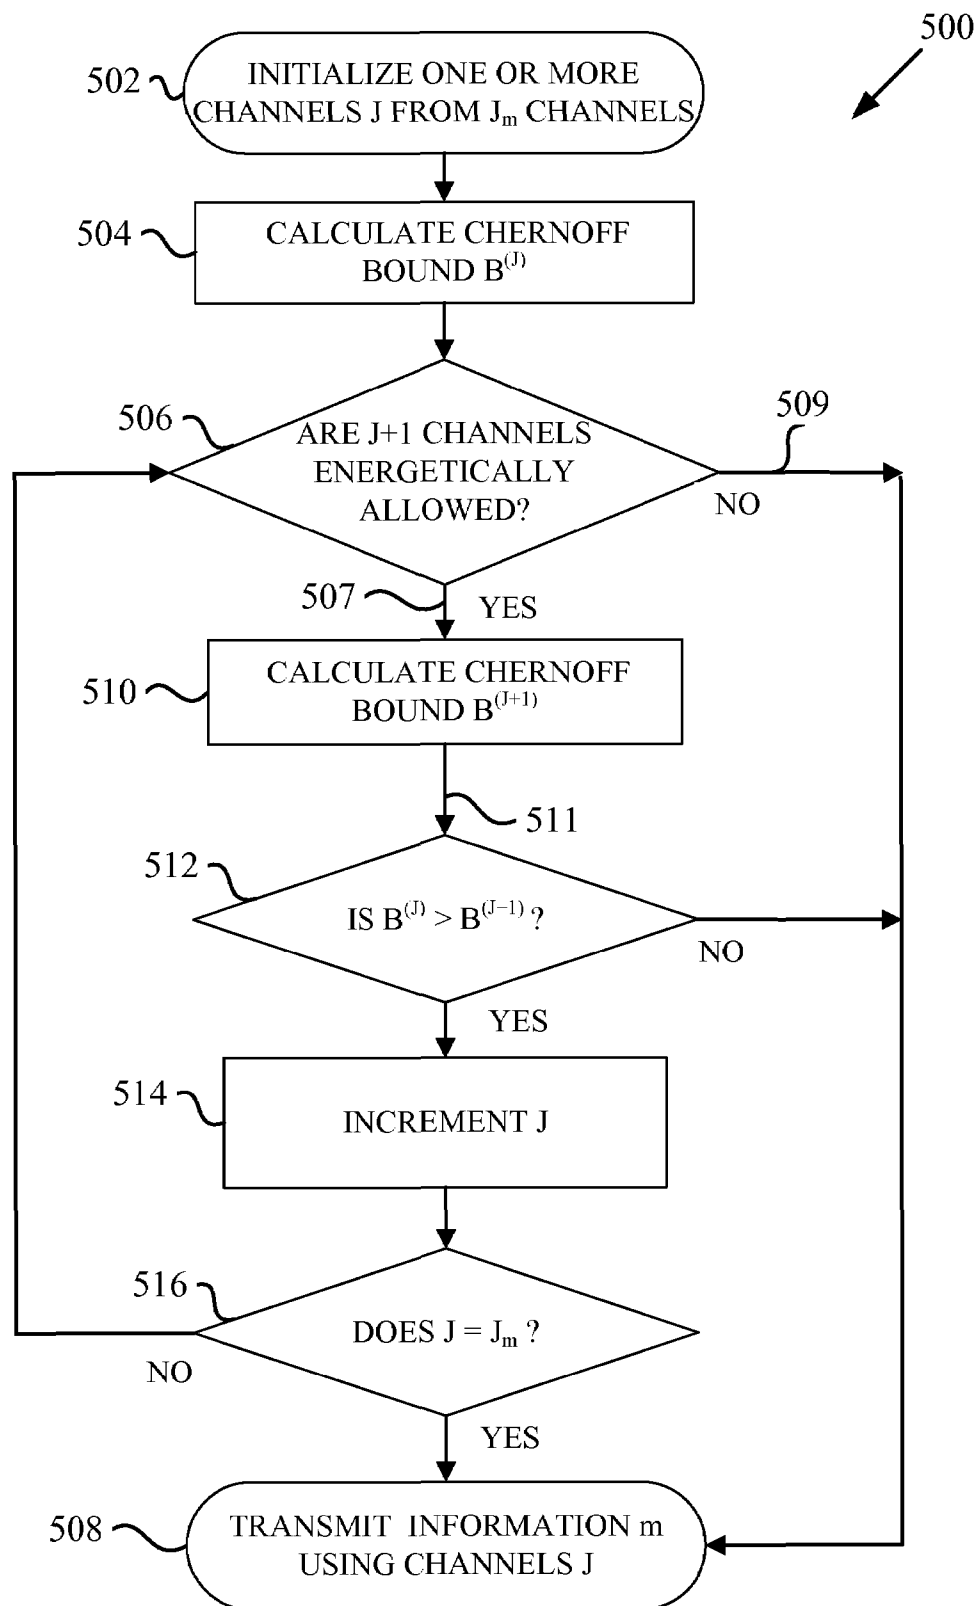 500
502
INITIALIZE ONE OR MORE
CHANNELS J FROM Jm CHANNELS
504
CALCULATE CHERNOFF
BOUND B(J)
506
ARE J+1 CHANNELS
ENERGETICALLY
ALLOWED?
509
NO
507
YES
510
CALCULATE CHERNOFF
BOUND B(J+1)
511
512
IS B(J) > B(J−1) ?
NO
YES
514
INCREMENT J
516
DOES J = Jm ?
NO
YES
508
TRANSMIT INFORMATION m
USING CHANNELS J